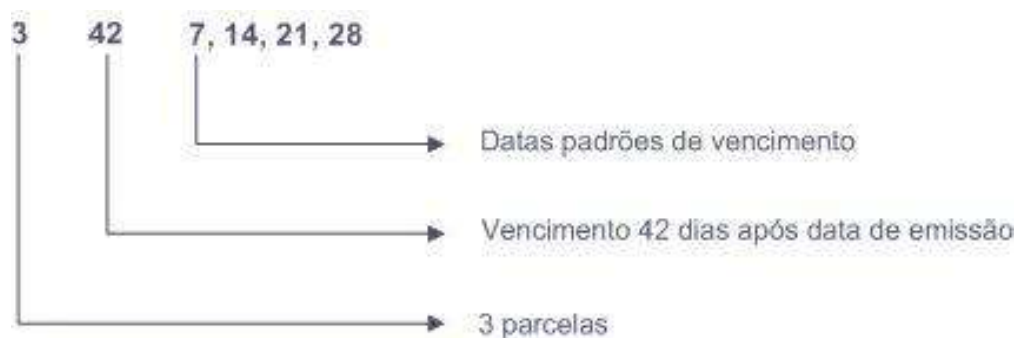 3 42 7, 14, 21, 28
Datas padrões de vencimento
Vencimento 42 dias após data de emissão
3 parcelas